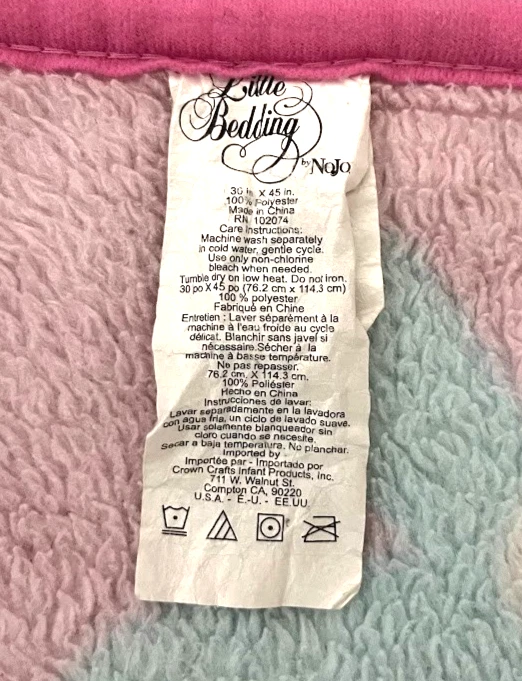 Little
Bedding
by NoJo
30 in. X 45 in.
100% Polyester
Made in China
RN 102074
Care Instructions:
Machine wash separately
in cold water, gentle cycle.
Use only non-chlorine
bleach when needed.
Tumble dry on low heat. Do not iron.
30 po X 45 po (76.2 cm x 114.3 cm)
100 % polyester
Fabriqué en Chine
Entretien : Laver séparément à la
machine à l'eau froide au cycle
délicat. Blanchir sans javel si
nécessaire.Sécher à la
machine à basse température.
Ne pas repasser.
76.2 cm. X 114.3 cm.
100% Poliéster
Hecho en China
Instrucciones de lavar:
Lavar separadamente en la lavadora
con agua fria, un ciclo de lavado suave.
Usar solamente blanqueador sin
cloro cuando se necesite.
Secar a baja temperatura. No planchar.
Imported by
Importée par - Importado por
Crown Crafts Infant Products, Inc.
711 W. Walnut St.
Compton CA, 90220
U.S.A. - É.-U. - EE.UU.